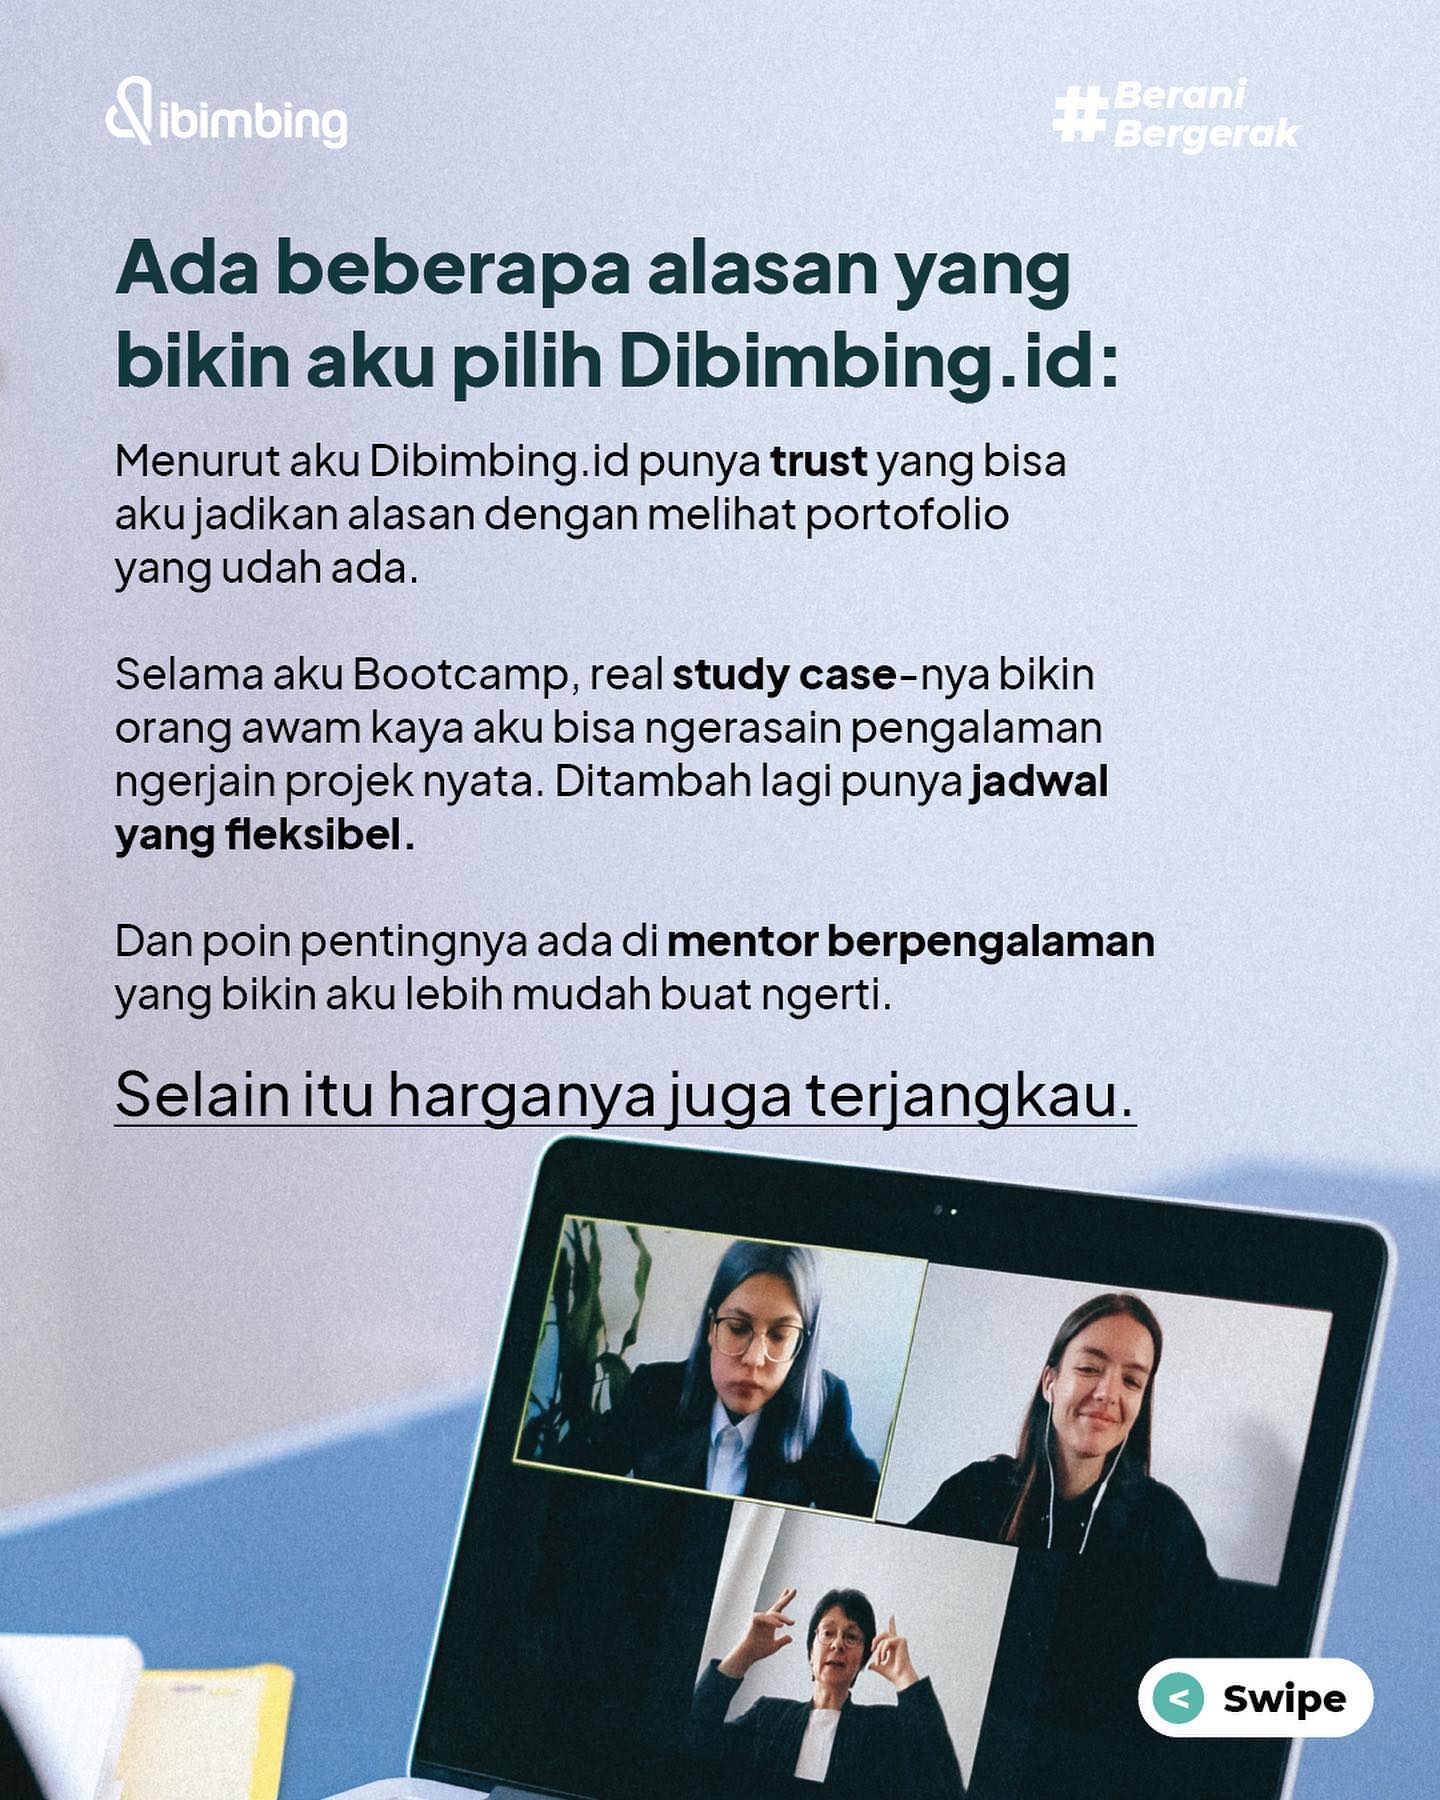 Dibimbing
#Berani
Bergerak
Ada beberapa alasan yang
bikin aku pilih Dibimbing.id:
Menurut aku Dibimbing.id punya trust yang bisa
aku jadikan alasan dengan melihat portofolio
yang udah ada.
Selama aku Bootcamp, real study case-nya bikin
orang awam kaya aku bisa ngerasain pengalaman
ngerjain projek nyata. Ditambah lagi punya jadwal
yang fleksibel.
Dan poin pentingnya ada di mentor berpengalaman
yang bikin aku lebih mudah buat ngerti.
Selain itu harganya juga terjangkau.
< Swipe